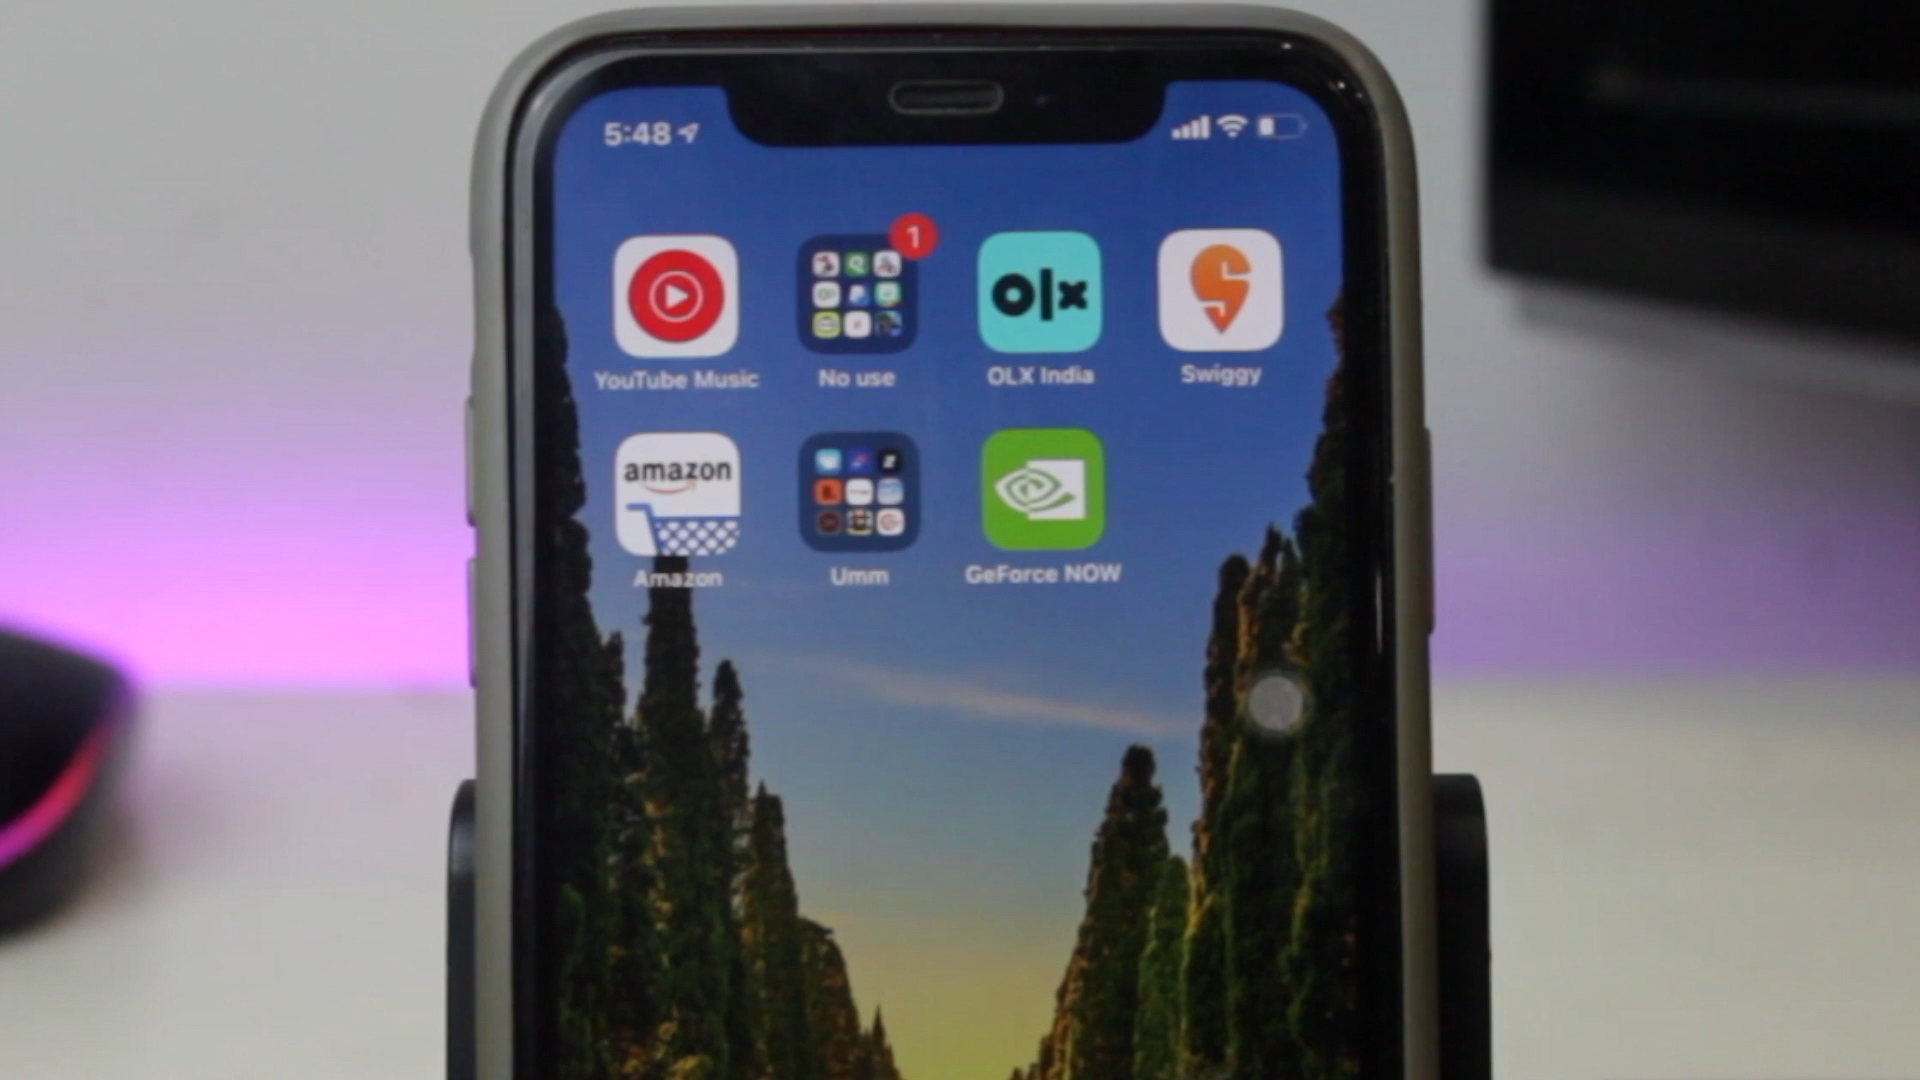 5:48
1
olx
YouTube Music
No use
OLX India
Swiggy
amazon
Amazon
Umm
GeForce NOW